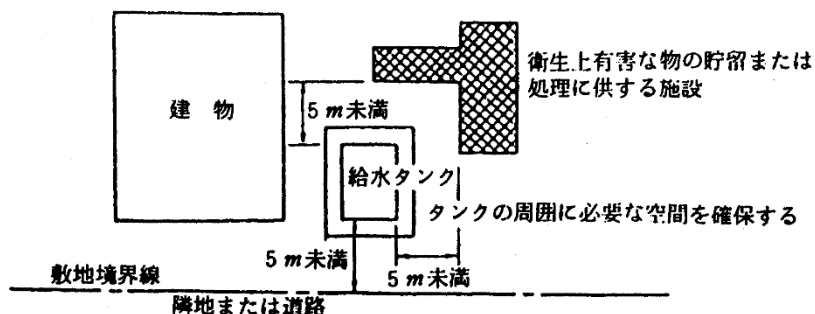 衛生上有害な物の貯留または
処理に供する施設
建 物
5 m未満
給水タンク
タンクの周囲に必要な空間を確保する
5 m未満
5 m未満
敷地境界線
隣地または道路